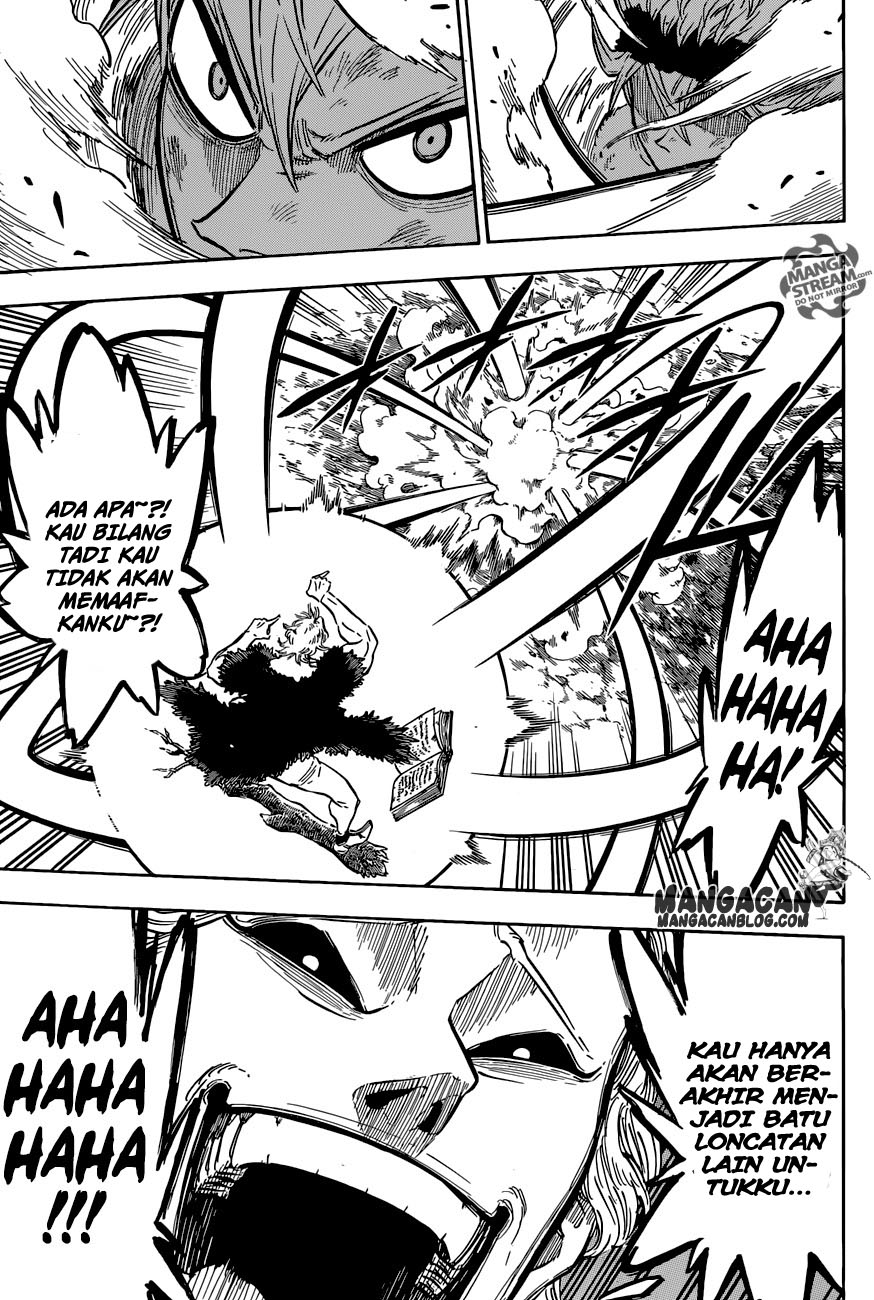 MANGA
STREAM.com
DO NOT MIRROR
AHA
HAHA
HA!
ADA APA~?!
KAU BILANG
TADI KAU
TIDAK AKAN
MEMAAF-
KANKU~?!
MANGACAN
MANGACANBLOG.COM
KAU HANYA
AKAN BER-
AKHIR MEN-
JADI BATU
LONCATAN
LAIN UN-
TUKKU...
AHA
HAHA
HAHA
!!!